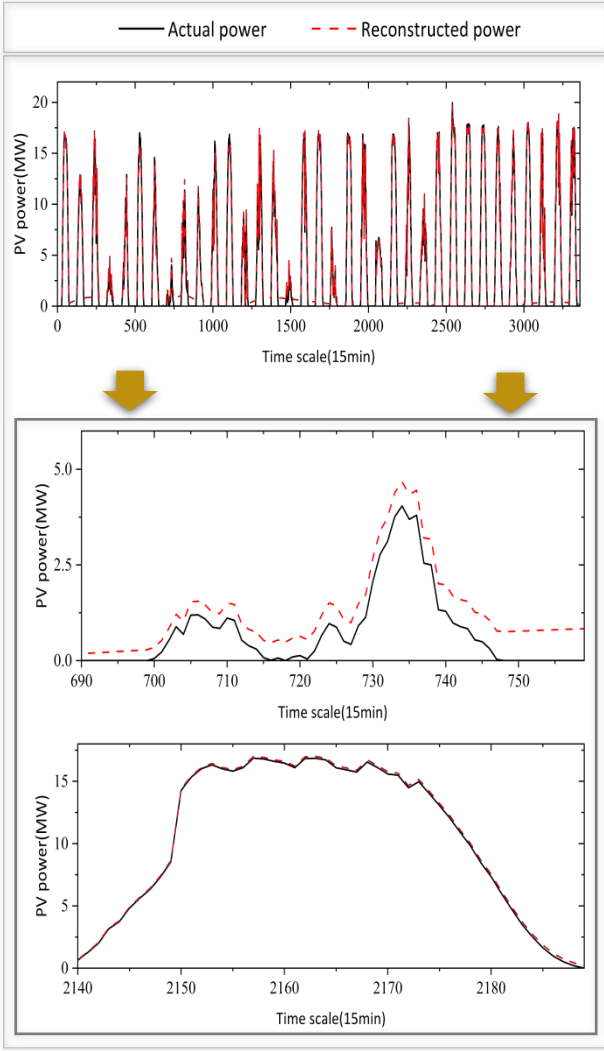 Actual power Reconstructed power
PV power(MW)
20
15
10
5
0
0 500 1000 1500 2000 2500 3000
Time scale(15min)
PV power(MW)
5.0
2.5
0.0
690 700 710 720 730 740 750
Time scale(15min)
PV power(MW)
15
10
5
0
2140 2150 2160 2170 2180
Time scale(15min)